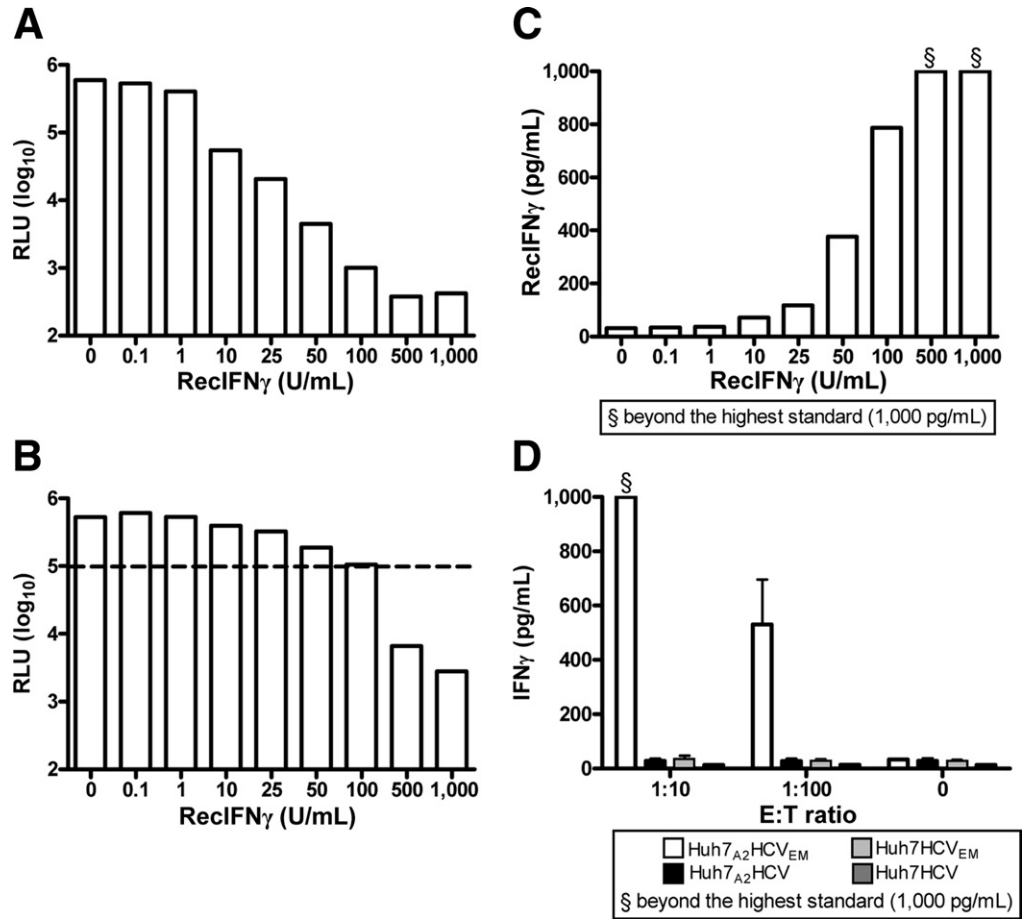 A
RLU (log10)
6
5
4
3
2
0 0.1 1 10 25 50 100 500 1,000
RecIFNγ (U/mL)
B
RLU (log10)
6
5
4
3
2
0 0.1 1 10 25 50 100 500 1,000
RecIFNγ (U/mL)
C
RecIFNγ (pg/mL)
§ §
1,000
800
600
400
200
0
0 0.1 1 10 25 50 100 500 1,000
RecIFNγ (U/mL)
§ beyond the highest standard (1,000 pg/mL)
D
IFNγ (pg/mL)
§
1,000
800
600
400
200
0
1:10 1:100 0
E:T ratio
Huh7A2HCVEM Huh7HCVEM
Huh7A2HCV Huh7HCV
§ beyond the highest standard (1,000 pg/mL)